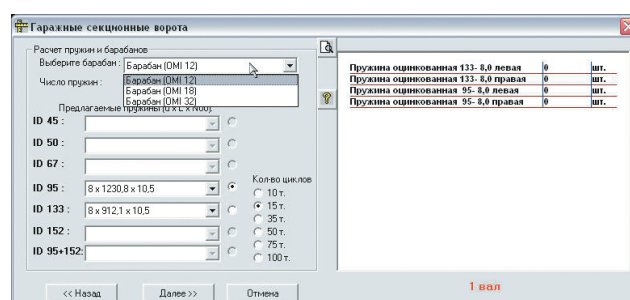 Гаражные секционные ворота
Расчет пружин и барабанов
Выберите барабан : Барабан (OMI 12)
Барабан (OMI 12)
Барабан (OMI 18)
Барабан (OMI 32)
Число пружин :
Предлагаемые пружины
ID 45 :
ID 50 :
ID 67 :
ID 95 : 8 x 1230,8 x 10,5
ID 133 : 8 x 912,1 x 10,5
ID 152 :
ID 95+152:
Кол-во циклов
10 т.
15 т.
35 т.
50 т.
75 т.
100 т.
<< Назад Далее >> Отмена
Пружина оцинкованная 133- 8,0 левая 0 шт.
Пружина оцинкованная 133- 8,0 правая 0 шт.
Пружина оцинкованная 95- 8,0 левая 0 шт.
Пружина оцинкованная 95- 8,0 правая 0 шт.
1 вал